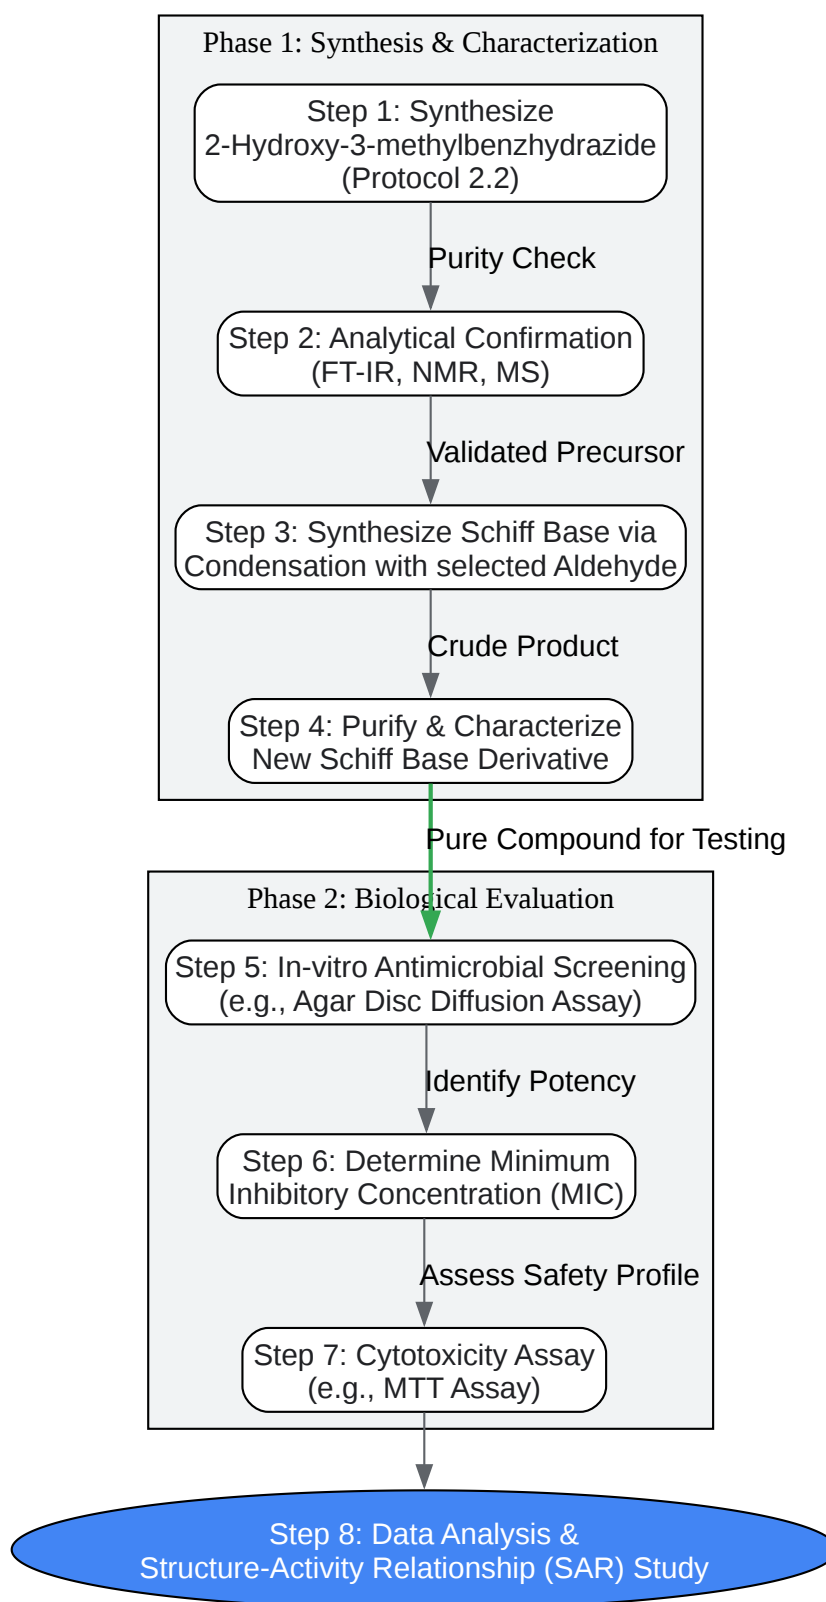 Phase 1: Synthesis & Characterization
Step 1: Synthesize
2-Hydroxy-3-methylbenzhydrazide
(Protocol 2.2)
Purity Check
Step 2: Analytical Confirmation
(FT-IR, NMR, MS)
Validated Precursor
Step 3: Synthesize Schiff Base via
Condensation with selected Aldehyde
Crude Product
Step 4: Purify & Characterize
New Schiff Base Derivative
Pure Compound for Testing
Phase 2: Biological Evaluation
Step 5: In-vitro Antimicrobial Screening
(e.g., Agar Disc Diffusion Assay)
Identify Potency
Step 6: Determine Minimum
Inhibitory Concentration (MIC)
Assess Safety Profile
Step 7: Cytotoxicity Assay
(e.g., MTT Assay)
Step 8: Data Analysis &
Structure-Activity Relationship (SAR) Study